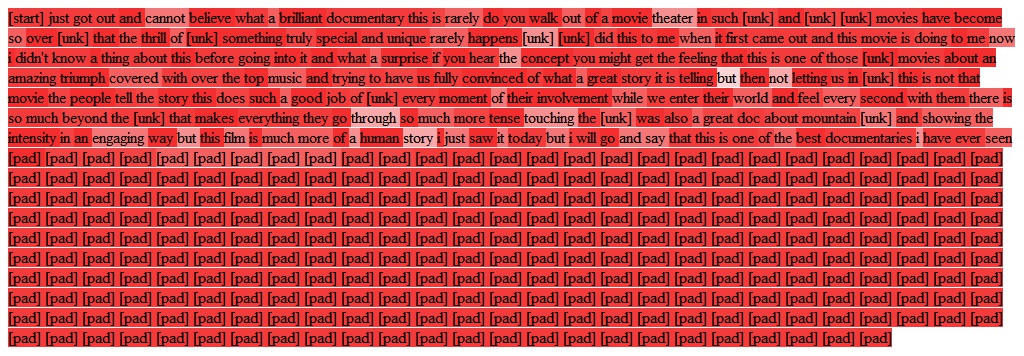 [start] just got out and cannot believe what a brilliant documentary this is rarely do you walk out of a movie theater in such [unk] and [unk] [unk] movies have become
so over [unk] that the thrill of [unk] something truly special and unique rarely happens [unk] [unk] did this to me when it first came out and this movie is doing to me now
i didn't know a thing about this before going into it and what a surprise if you hear the concept you might get the feeling that this is one of those [unk] movies about an
amazing triumph covered with over the top music and trying to have us fully convinced of what a great story it is telling but then not letting us in [unk] this is not that
movie the people tell the story this does such a good job of [unk] every moment of their involvement while we enter their world and feel every second with them there is
so much beyond the [unk] that makes everything they go through so much more tense touching the [unk] was also a great doc about mountain [unk] and showing the
intensity in an engaging way but this film is much more of a human story i just saw it today but i will go and say that this is one of the best documentaries i have ever seen
[pad] [pad] [pad] [pad] [pad] [pad] [pad] [pad] [pad] [pad] [pad] [pad] [pad] [pad] [pad] [pad] [pad] [pad] [pad] [pad] [pad] [pad] [pad] [pad] [pad] [pad] [pad]
[pad] [pad] [pad] [pad] [pad] [pad] [pad] [pad] [pad] [pad] [pad] [pad] [pad] [pad] [pad] [pad] [pad] [pad] [pad] [pad] [pad] [pad] [pad] [pad] [pad] [pad] [pad]
[pad] [pad] [pad] [pad] [pad] [pad] [pad] [pad] [pad] [pad] [pad] [pad] [pad] [pad] [pad] [pad] [pad] [pad] [pad] [pad] [pad] [pad] [pad] [pad] [pad] [pad] [pad]
[pad] [pad] [pad] [pad] [pad] [pad] [pad] [pad] [pad] [pad] [pad] [pad] [pad] [pad] [pad] [pad] [pad] [pad] [pad] [pad] [pad] [pad] [pad] [pad] [pad] [pad] [pad]
[pad] [pad] [pad] [pad] [pad] [pad] [pad] [pad] [pad] [pad] [pad] [pad] [pad] [pad] [pad] [pad] [pad] [pad] [pad] [pad] [pad] [pad] [pad] [pad] [pad] [pad] [pad]
[pad] [pad] [pad] [pad] [pad] [pad] [pad] [pad] [pad] [pad] [pad] [pad] [pad] [pad] [pad] [pad] [pad] [pad] [pad] [pad] [pad] [pad] [pad] [pad] [pad] [pad] [pad]
[pad] [pad] [pad] [pad] [pad] [pad] [pad] [pad] [pad] [pad] [pad] [pad] [pad] [pad] [pad] [pad] [pad] [pad] [pad] [pad] [pad] [pad] [pad] [pad] [pad] [pad] [pad]
[pad] [pad] [pad] [pad] [pad] [pad] [pad] [pad] [pad] [pad] [pad] [pad] [pad] [pad] [pad] [pad] [pad] [pad] [pad] [pad] [pad] [pad] [pad] [pad] [pad] [pad] [pad]
[pad] [pad] [pad] [pad] [pad] [pad] [pad] [pad] [pad] [pad] [pad] [pad] [pad] [pad] [pad] [pad] [pad] [pad] [pad] [pad] [pad] [pad] [pad] [pad] [pad] [pad] [pad]
[pad] [pad] [pad] [pad] [pad] [pad] [pad] [pad] [pad] [pad] [pad] [pad] [pad] [pad] [pad] [pad] [pad] [pad] [pad] [pad] [pad] [pad] [pad] [pad]